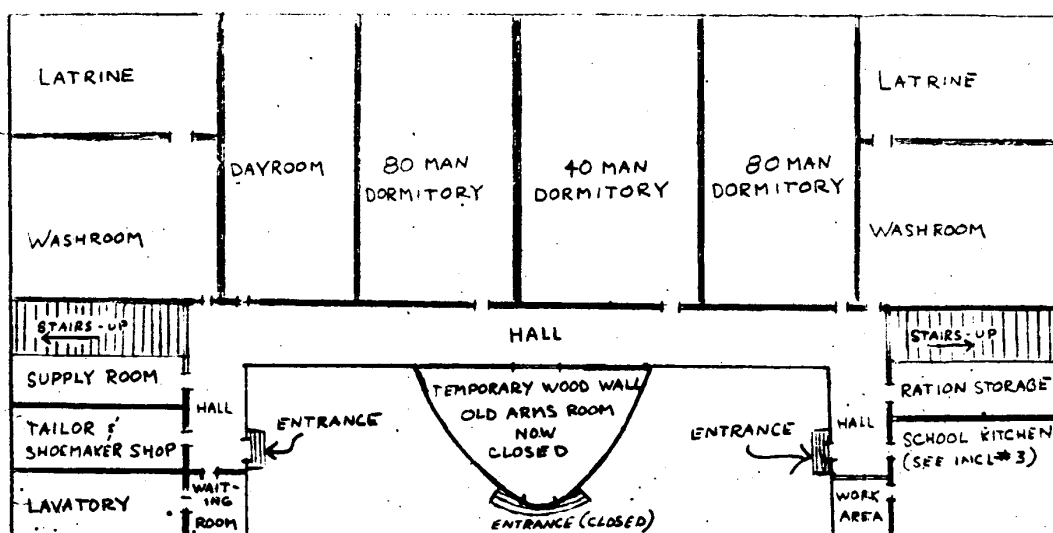 LATRINE
LATRINE
DAYROOM
80 MAN
DORMITORY
40 MAN
DORMITORY
80 MAN
DORMITORY
WASHROOM
WASHROOM
STAIRS-UP
HALL
STAIRS-UP
SUPPLY ROOM
HALL
TEMPORARY WOOD WALL
OLD ARMS ROOM
NOW
CLOSED
RATION STORAGE
TAILOR &
SHOEMAKER SHOP
ENTRANCE
ENTRANCE
HALL
SCHOOL KITCHEN
(SEE INCL #3)
LAVATORY
WAIT-
ING
ROOM
ENTRANCE (CLOSED)
WORK
AREA